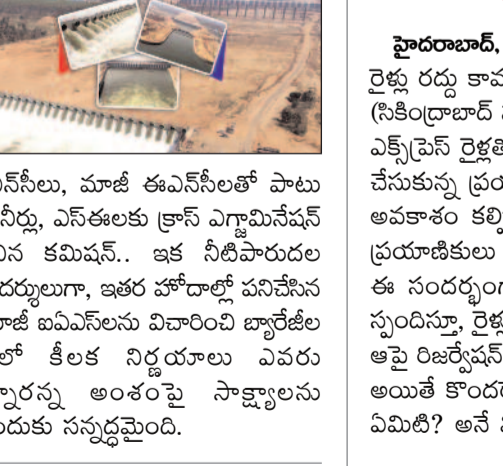 న్‌సీలు, మాజీ ఈఎన్‌సీలతో పాటు
నీర్లు, ఎస్ఈలకు క్రాస్ ఎగ్జామినేషన్
న కమిషన్.. ఇక నీటిపారుదల
దర్శులుగా, ఇతర హోదాల్లో పనిచేసిన
జీ ఐఏఎస్‌లను విచారించి బ్యారేజీల
లో కీలక నిర్ణయాలు ఎవరు
న్నారన్న అంశంపై సాక్ష్యాలను
ందుకు సన్నద్ధమైంది.
హైదరాబాద్,
రైళ్లు రద్దు కావ
(సికింద్రాబాద్
ఎక్స్‌ప్రెస్ రైళ్లతో
చేసుకున్న ప్రయ
అవకాశం కల్పి
ప్రయాణికులు
ఈ సందర్భంగ
స్పందిస్తూ, రైళ్ల
ఆపై రిజర్వేషన్
అయితే కొందర
ఏమిటి? అనే